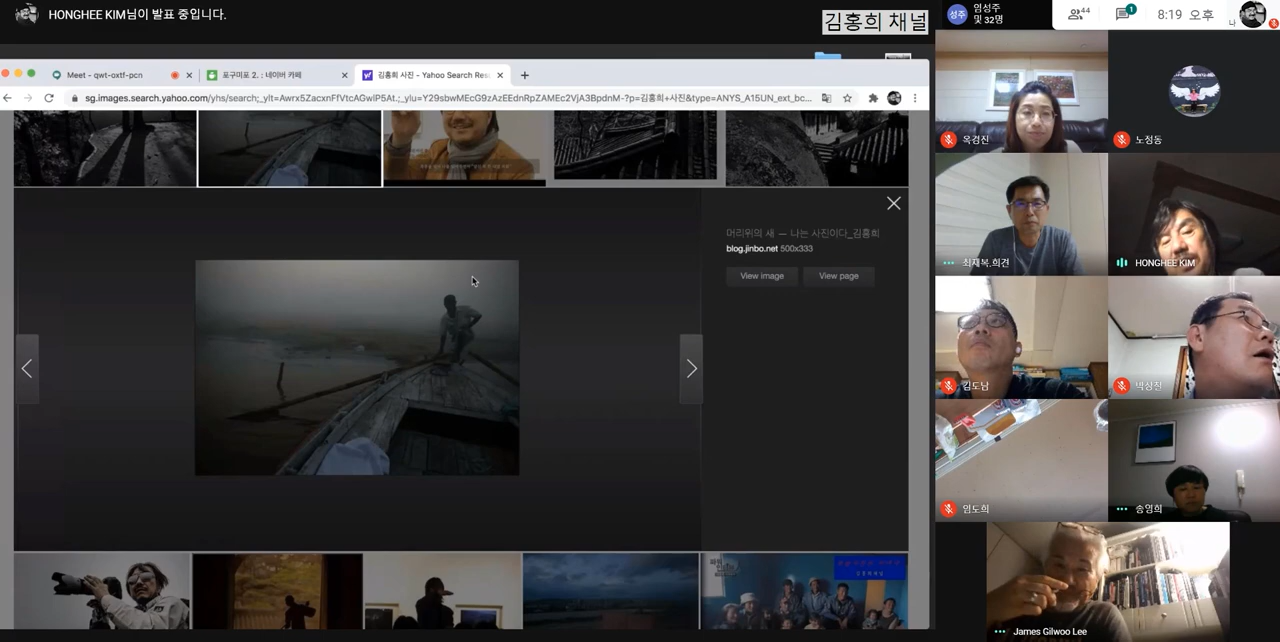 HONGHEE KIM님이 발표 중입니다.
김홍희 채널
성주
엄성주
및 32명
44
1
8:19 오후
나
Meet - qwt-oxtf-pcn
포구미포 2. : 네이버 카페
김홍희 사진 - Yahoo Search Res
sg.images.search.yahoo.com/yhs/search;_ylt=Awrx5ZacxnFfVtcAGwIP5At.;_ylu=Y29sbwMEcG9zAzEEdnRpZAMEc2VjA3BpdnM-?p=김홍희+사진&type=ANYS_A15UN_ext_bc...
머리위의 새 — 나는 사진이다_김홍희
blog.jinbo.net 500x333
View image
View page
옥경진
노정동
최재복.희견
HONGHEE KIM
김도남
박상철
임도희
송영희
James Gilwoo Lee